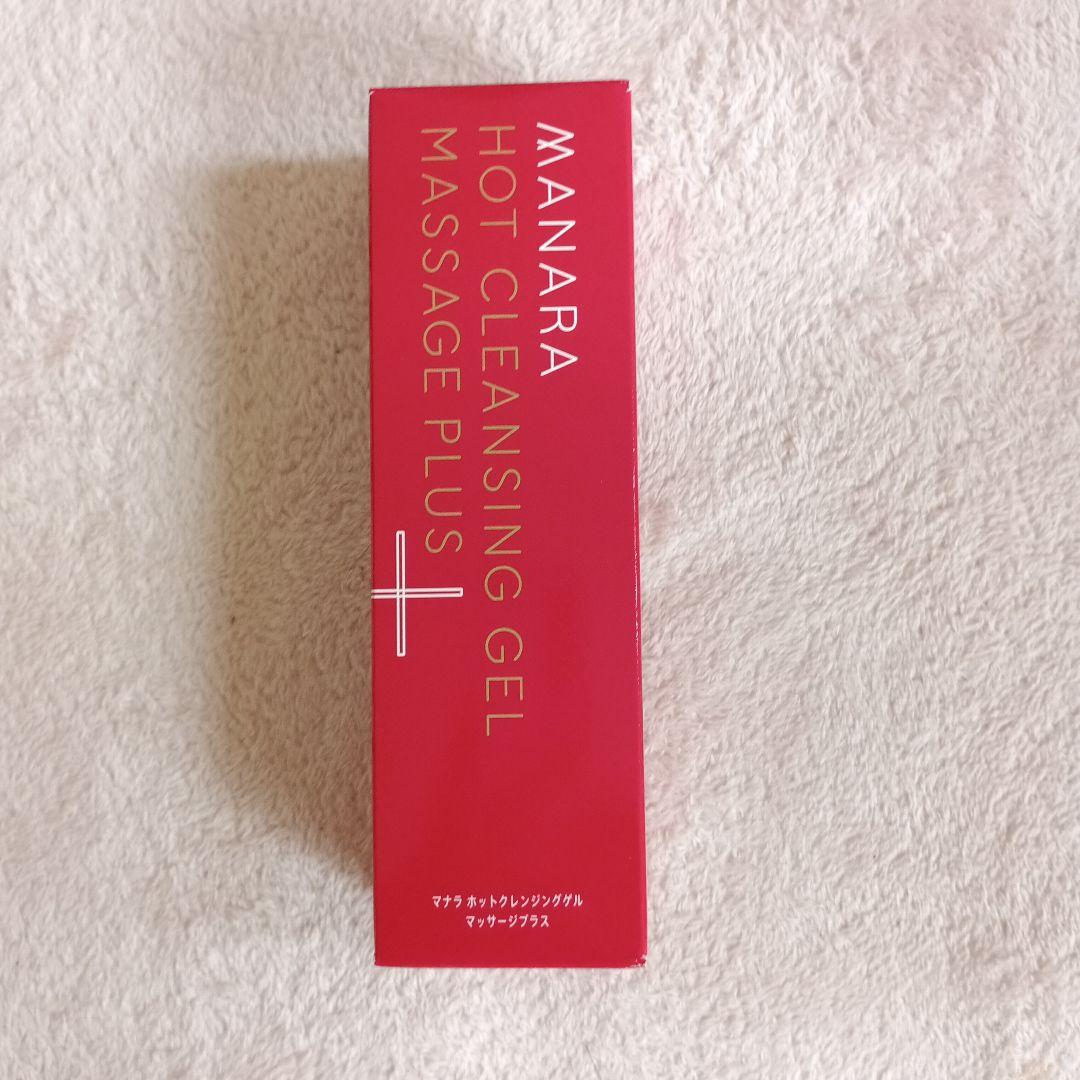 MANARA
HOT CLEANSING GEL
MASSAGE PLUS
マナラ ホットクレンジングゲル
マッサージプラス